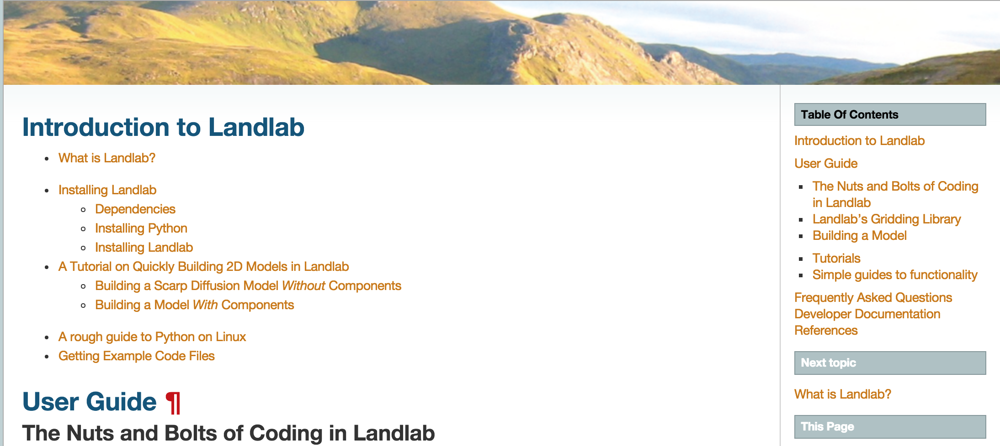 Introduction to Landlab
What is Landlab?
Installing Landlab
Dependencies
Installing Python
Installing Landlab
A Tutorial on Quickly Building 2D Models in Landlab
Building a Scarp Diffusion Model Without Components
Building a Model With Components
A rough guide to Python on Linux
Getting Example Code Files
User Guide ¶
The Nuts and Bolts of Coding in Landlab
Table Of Contents
Introduction to Landlab
User Guide
The Nuts and Bolts of Coding
in Landlab
Landlab’s Gridding Library
Building a Model
Tutorials
Simple guides to functionality
Frequently Asked Questions
Developer Documentation
References
Next topic
What is Landlab?
This Page